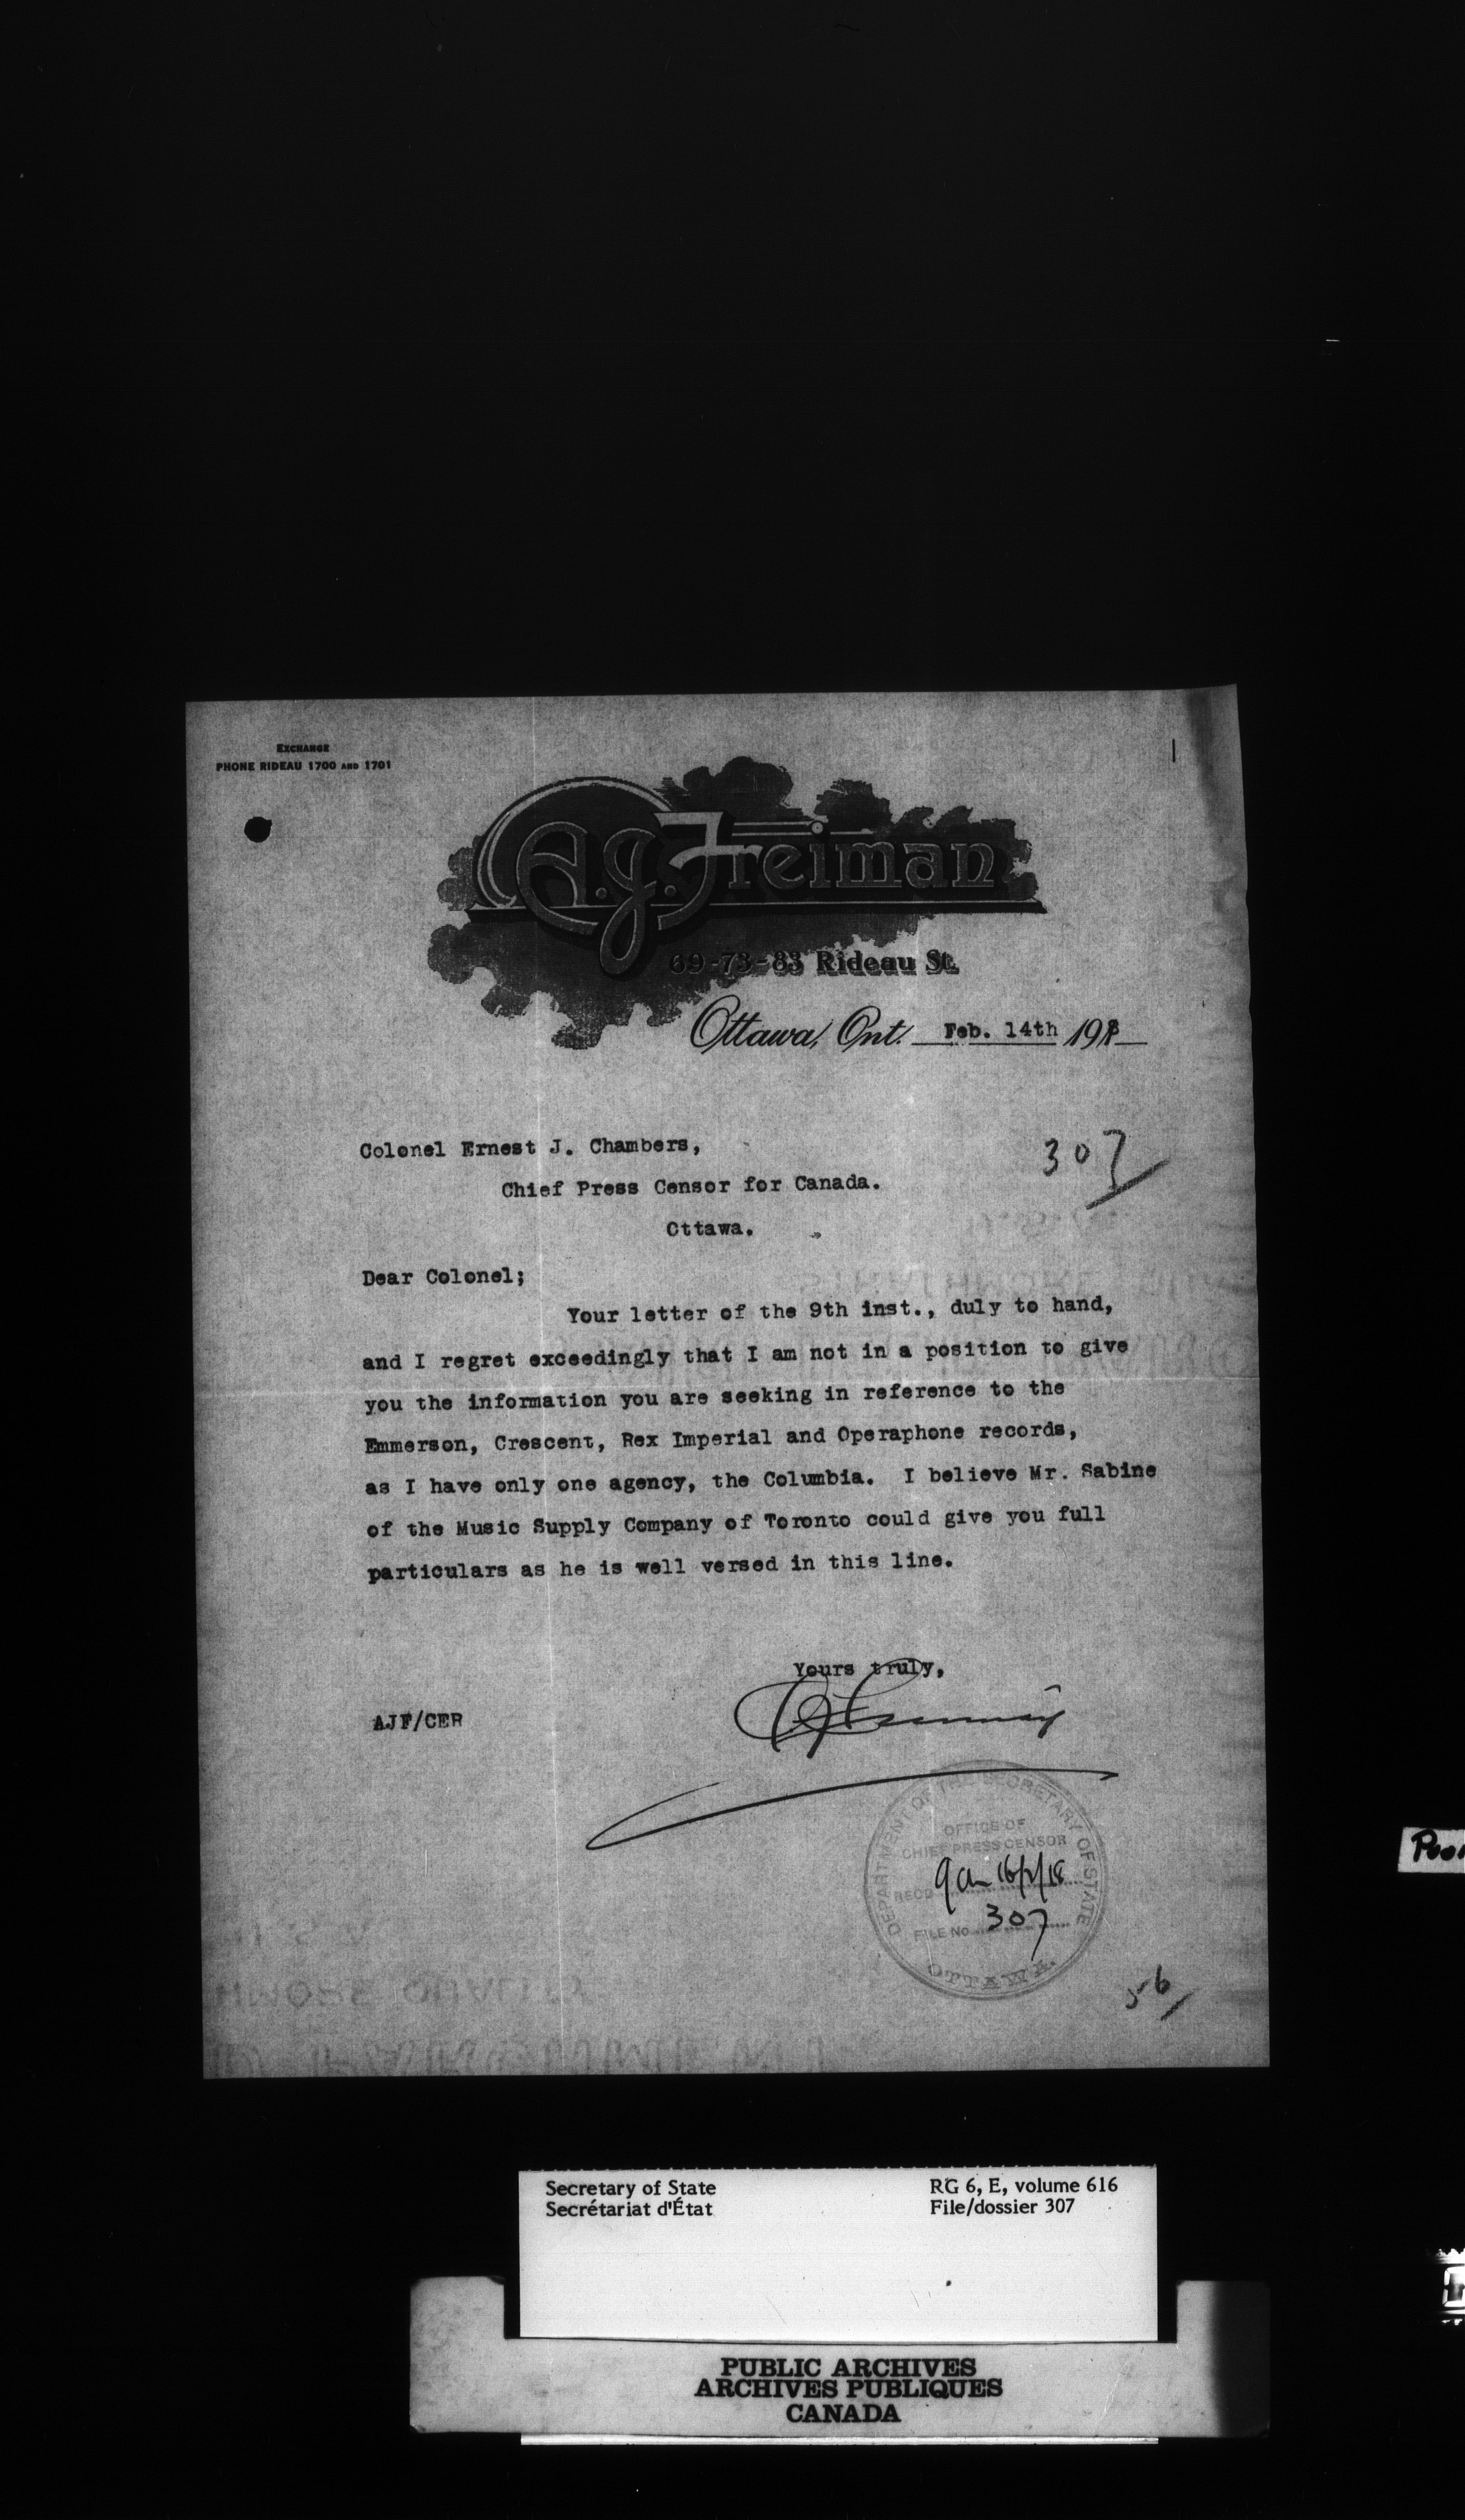 EXCHANGE
PHONE RIDEAU 1700 AND 1701
A.J. Freiman
69-73-83 Rideau St.
Ottawa, Ont. Feb. 14th 1918
Colonel Ernest J. Chambers,
307
Chief Press Censor for Canada.
Ottawa.
Dear Colonel;
Your letter of the 9th inst., duly to hand,
and I regret exceedingly that I am not in a position to give
you the information you are seeking in reference to the
Emmerson, Crescent, Rex Imperial and Operaphone records,
as I have only one agency, the Columbia. I believe Mr. Sabine
of the Music Supply Company of Toronto could give you full
particulars as he is well versed in this line.
Yours truly,
AJFreiman
AJF/CER
DEPARTMENT OF THE SECRETARY OF STATE
OFFICE OF
CHIEF PRESS CENSOR
RECD 16/2/18
FILE No. 307
OTTAWA.
56
Secretary of State
Secrétariat d'État
RG 6, E, volume 616
File/dossier 307
PUBLIC ARCHIVES
ARCHIVES PUBLIQUES
CANADA